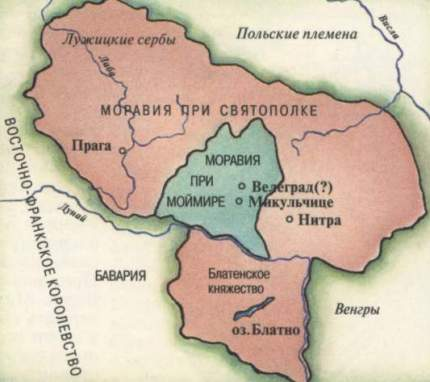 Лужицкие сербы
Польские племена
Висла
Лаба
МОРАВИЯ ПРИ СВЯТОПОЛКЕ
Прага
МОРАВИЯ
ПРИ
МОЙМИРЕ
Велеград(?)
Микульчице
Нитра
ВОСТОЧНО-ФРАНКСКОЕ КОРОЛЕВСТВО
Дунай
БАВАРИЯ
Блатенское
княжество
оз.Блатно
Венгры